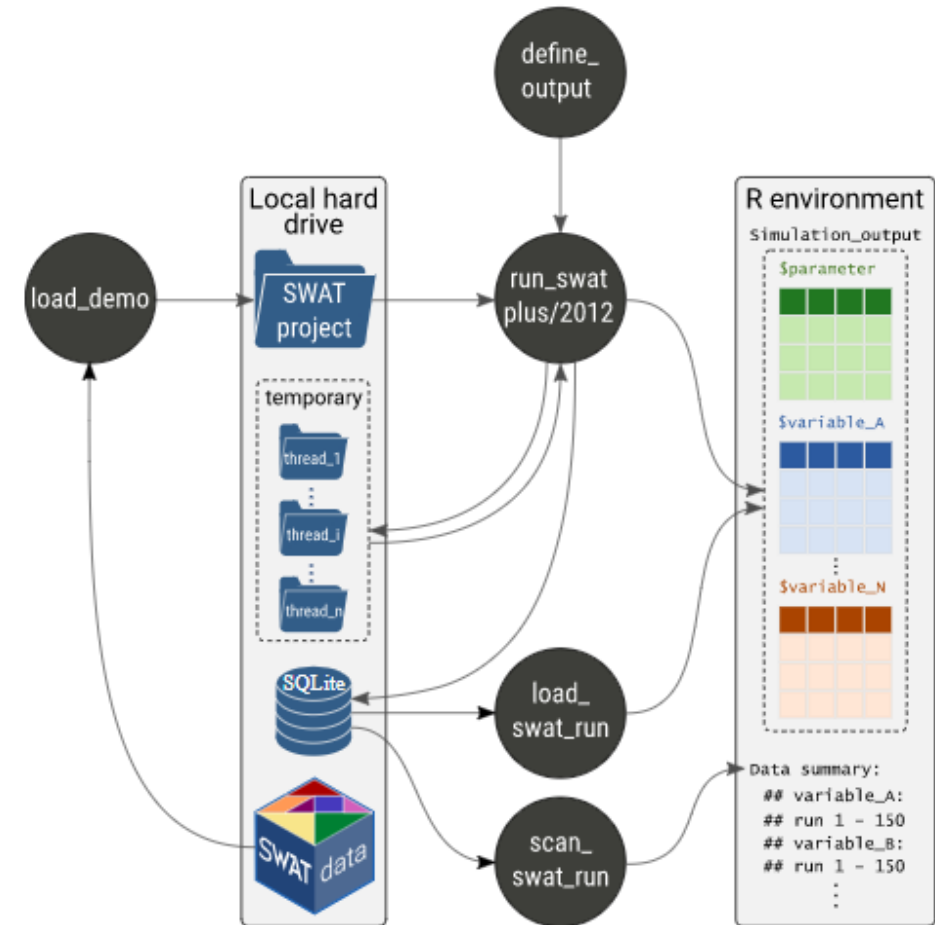 define_
output
Local hard
drive
R environment
Simulation_output
$parameter
load_demo
SWAT
project
run_swat
plus/2012
temporary
thread_1
thread_i
thread_n
$variable_A
$variable_N
SQLite
load_
swat_run
SWAT data
scan_
swat_run
Data summary:
## variable_A:
## run 1 – 150
## variable_B:
## run 1 – 150